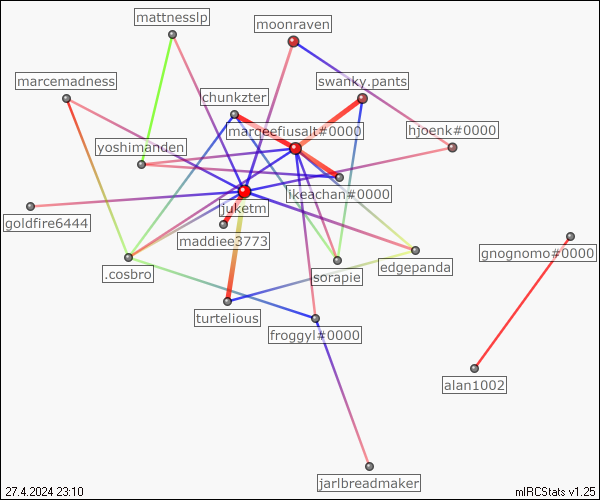 mattnesslp
moonraven
marcemadness
swanky.pants
chunkzter
marqeefiusalt#0000
hjoenk#0000
yoshimanden
ikeachan#0000
juketm
goldfire6444
maddiee3773
gnognomo#0000
.cosbro
sorapie
edgepanda
turtelious
froggyl#0000
alan1002
jarlbreadmaker
27.4.2024 23:10
mIRCStats v1.25